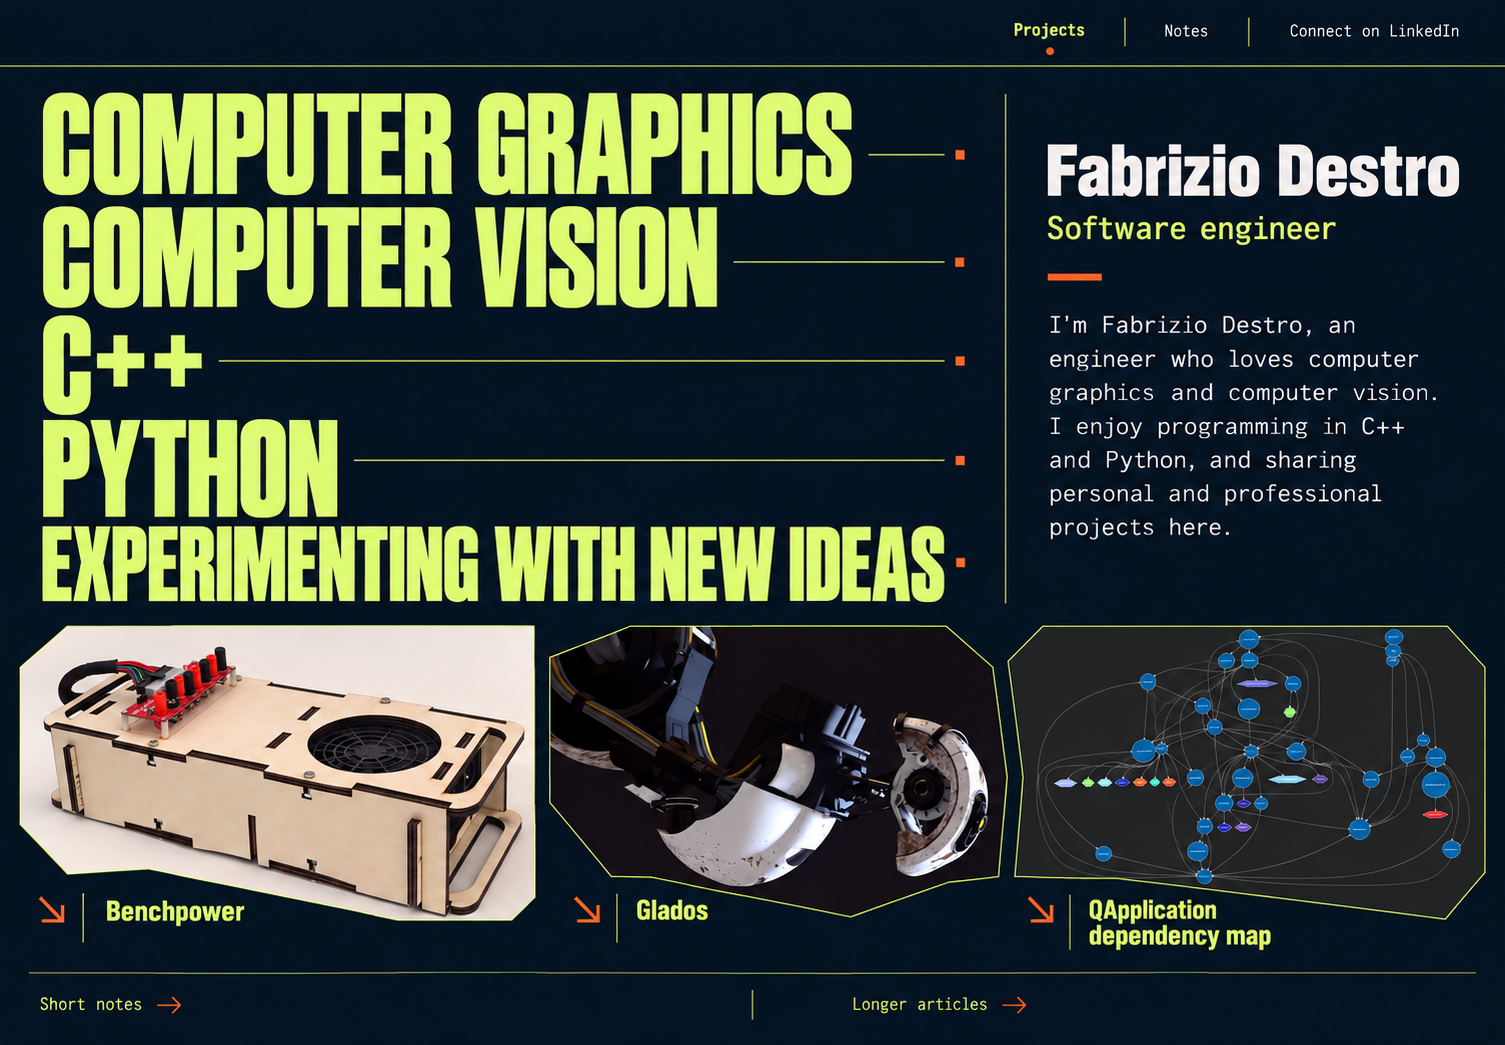 Projects
Notes
Connect on LinkedIn
COMPUTER GRAPHICS
COMPUTER VISION
C++
PYTHON
EXPERIMENTING WITH NEW IDEAS
Fabrizio Destro
Software engineer
I'm Fabrizio Destro, an
engineer who loves computer
graphics and computer vision.
I enjoy programming in C++
and Python, and sharing
personal and professional
projects here.
Benchpower
Glados
QApplication
dependency map
Short notes
Longer articles